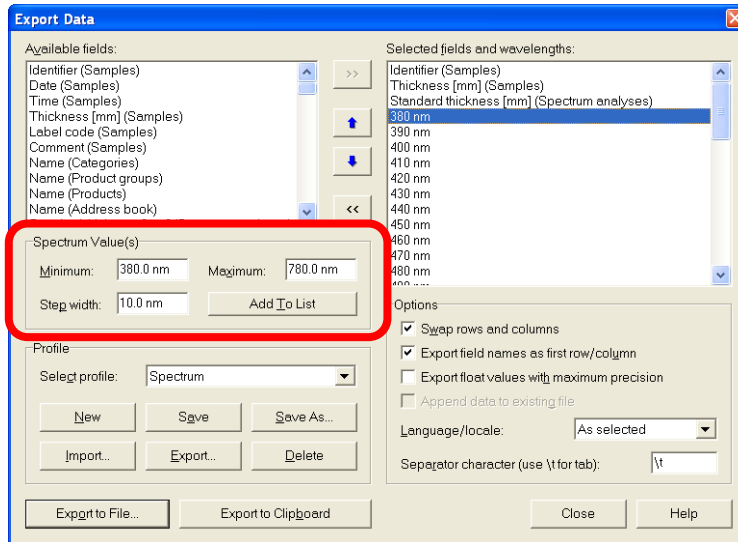 Export Data
Available fields:
Identifier (Samples)
Date (Samples)
Time (Samples)
Thickness [mm] (Samples)
Label code (Samples)
Comment (Samples)
Name (Categories)
Name (Product groups)
Name (Products)
Name (Address book)
>>
<<
Selected fields and wavelengths:
Identifier (Samples)
Thickness [mm] (Samples)
Standard thickness [mm] (Spectrum analyses)
380 nm
390 nm
400 nm
410 nm
420 nm
430 nm
440 nm
450 nm
460 nm
470 nm
480 nm
Spectrum Value(s)
Minimum: 380.0 nm Maximum: 780.0 nm
Step width: 10.0 nm Add To List
Profile
Select profile: Spectrum
New Save Save As...
Import... Export... Delete
Options
Swap rows and columns
Export field names as first row/column
Export float values with maximum precision
Append data to existing file
Language/locale: As selected
Separator character (use \t for tab): \t
Export to File... Export to Clipboard Close Help